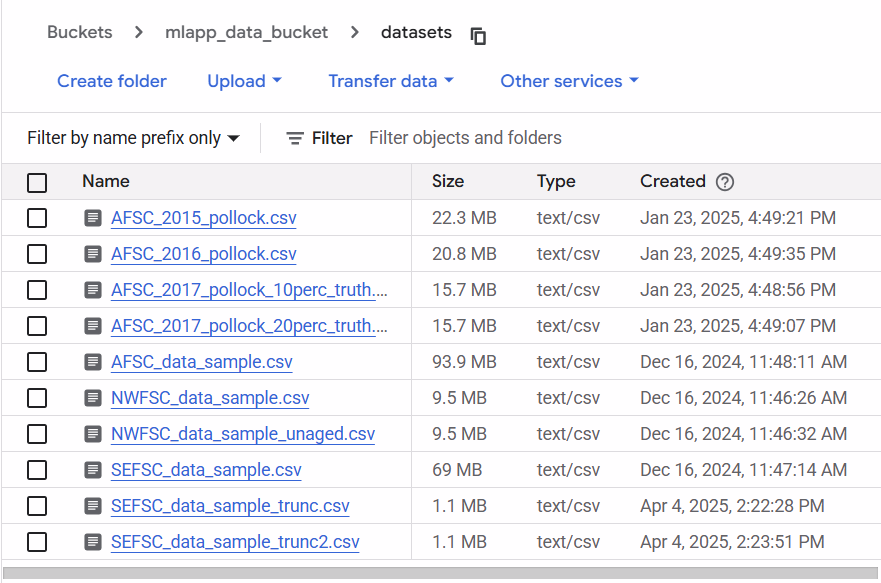 Buckets > mlapp_data_bucket > datasets
Create folder Upload Transfer data Other services
Filter by name prefix only Filter Filter objects and folders
Name Size Type Created ?
AFSC_2015_pollock.csv 22.3 MB text/csv Jan 23, 2025, 4:49:21 PM
AFSC_2016_pollock.csv 20.8 MB text/csv Jan 23, 2025, 4:49:35 PM
AFSC_2017_pollock_10perc_truth.... 15.7 MB text/csv Jan 23, 2025, 4:48:56 PM
AFSC_2017_pollock_20perc_truth.... 15.7 MB text/csv Jan 23, 2025, 4:49:07 PM
AFSC_data_sample.csv 93.9 MB text/csv Dec 16, 2024, 11:48:11 AM
NWFSC_data_sample.csv 9.5 MB text/csv Dec 16, 2024, 11:46:26 AM
NWFSC_data_sample_unaged.csv 9.5 MB text/csv Dec 16, 2024, 11:46:32 AM
SEFSC_data_sample.csv 69 MB text/csv Dec 16, 2024, 11:47:14 AM
SEFSC_data_sample_trunc.csv 1.1 MB text/csv Apr 4, 2025, 2:22:28 PM
SEFSC_data_sample_trunc2.csv 1.1 MB text/csv Apr 4, 2025, 2:23:51 PM